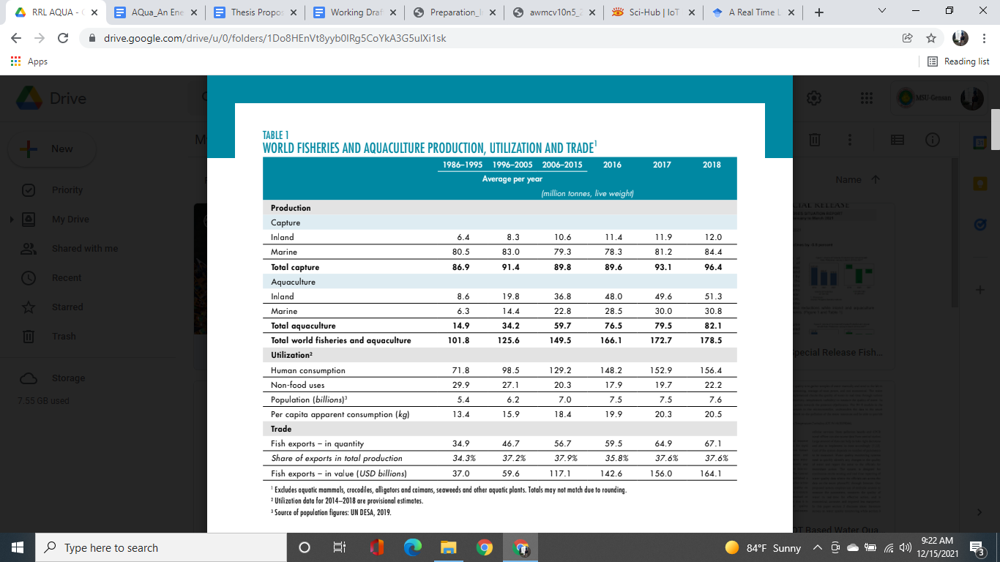 RRL AQUA -
AQua_An Ene
Thesis Propos
Working Draf
Preparation_
awmcv10n5_
Sci-Hub | IoT
A Real Time
drive.google.com/drive/u/0/folders/1Do8HEnVt8yyb0IRg5CoYkA3G5ulXi1sk
Apps
Reading list
Drive
MSU-Gensan
New
Name
Priority
My Drive
Shared with me
Recent
Starred
Trash
Storage
7.55 GB used
TABLE 1
WORLD FISHERIES AND AQUACULTURE PRODUCTION, UTILIZATION AND TRADE¹
1986–1995 1996–2005 2006–2015 2016 2017 2018
Average per year
(million tonnes, live weight)
Production
Capture
Inland 6.4 8.3 10.6 11.4 11.9 12.0
Marine 80.5 83.0 79.3 78.3 81.2 84.4
Total capture 86.9 91.4 89.8 89.6 93.1 96.4
Aquaculture
Inland 8.6 19.8 36.8 48.0 49.6 51.3
Marine 6.3 14.4 22.8 28.5 30.0 30.8
Total aquaculture 14.9 34.2 59.7 76.5 79.5 82.1
Total world fisheries and aquaculture 101.8 125.6 149.5 166.1 172.7 178.5
Utilization²
Human consumption 71.8 98.5 129.2 148.2 152.9 156.4
Non-food uses 29.9 27.1 20.3 17.9 19.7 22.2
Population (billions)³ 5.4 6.2 7.0 7.5 7.5 7.6
Per capita apparent consumption (kg) 13.4 15.9 18.4 19.9 20.3 20.5
Trade
Fish exports – in quantity 34.9 46.7 56.7 59.5 64.9 67.1
Share of exports in total production 34.3% 37.2% 37.9% 35.8% 37.6% 37.6%
Fish exports – in value (USD billions) 37.0 59.6 117.1 142.6 156.0 164.1
¹ Excludes aquatic mammals, crocodiles, alligators and caimans, seaweeds and other aquatic plants. Totals may not match due to rounding.
² Utilization data for 2014–2018 are provisional estimates.
³ Source of population figures: UN DESA, 2019.
pecial Release Fish...
OT Based Water Qua...
Type here to search
84°F Sunny
9:22 AM
12/15/2021
3